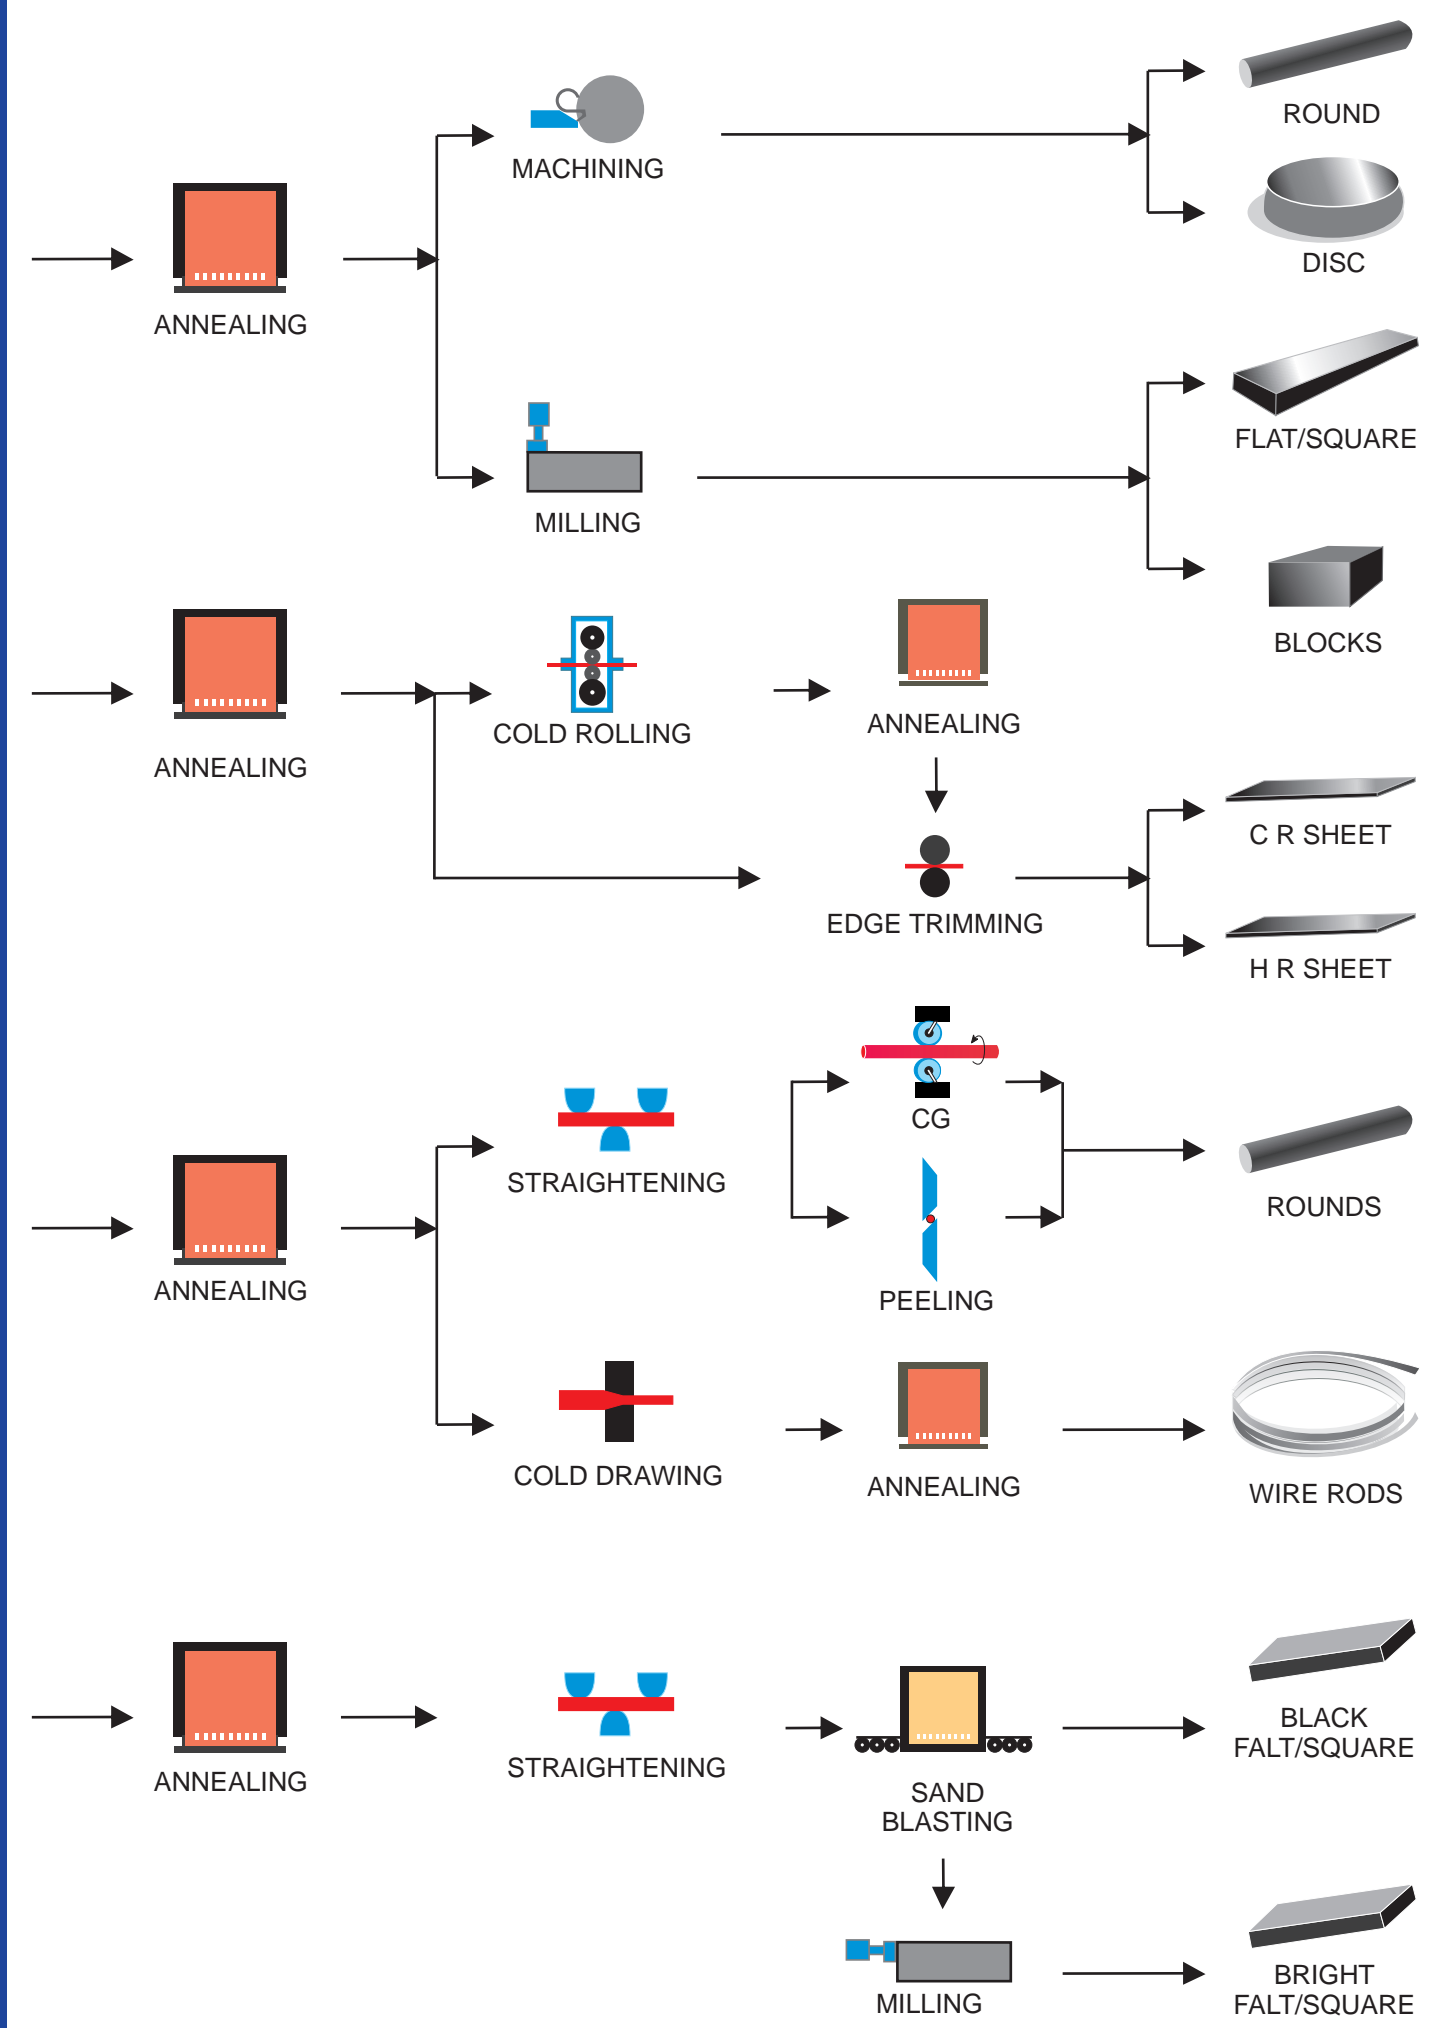 ROUND
MACHINING
DISC
ANNEALING
FLAT/SQUARE
MILLING
BLOCKS
ANNEALING
COLD ROLLING
ANNEALING
C R SHEET
EDGE TRIMMING
H R SHEET
CG
STRAIGHTENING
ROUNDS
ANNEALING
PEELING
COLD DRAWING
ANNEALING
WIRE RODS
BLACK
FALT/SQUARE
ANNEALING
STRAIGHTENING
SAND
BLASTING
BRIGHT
FALT/SQUARE
MILLING